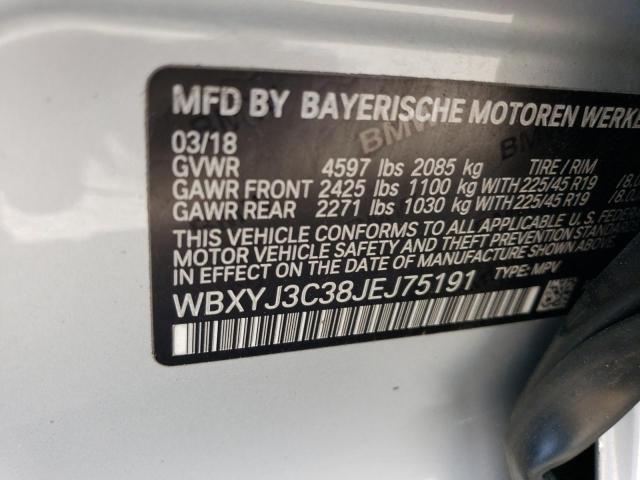 MFD BY BAYERISCHE MOTOREN WERKE
03/18
GVWR 4597 lbs 2085 kg TIRE / RIM
GAWR FRONT 2425 lbs 1100 kg WITH 225/45 R19
GAWR REAR 2271 lbs 1030 kg WITH 225/45 R19
THIS VEHICLE CONFORMS TO ALL APPLICABLE U.S. FEDE
MOTOR VEHICLE SAFETY AND THEFT PREVENTION STANDARDS
IN EFFECT ON THE DATE OF MANUFACTURE SHOWN ABOVE.
WBXYJ3C38JEJ75191 TYPE: MPV